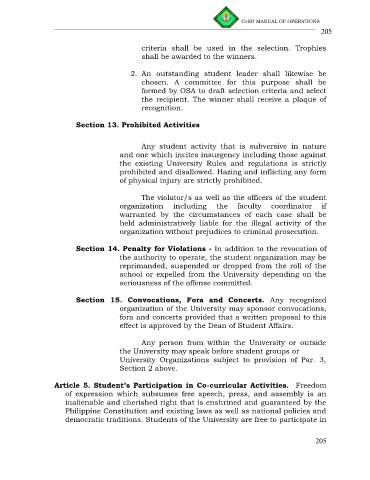 CvSU MANUAL OF OPERATIONS
205
criteria shall be used in the selection. Trophies
shall be awarded to the winners.
2. An outstanding student leader shall likewise be
chosen. A committee for this purpose shall be
formed by OSA to draft selection criteria and select
the recipient. The winner shall receive a plaque of
recognition.
Section 13. Prohibited Activities
Any student activity that is subversive in nature
and one which incites insurgency including those against
the existing University Rules and regulations is strictly
prohibited and disallowed. Hazing and inflicting any form
of physical injury are strictly prohibited.
The violator/s as well as the officers of the student
organization including the faculty coordinator if
warranted by the circumstances of each case shall be
held administratively liable for the illegal activity of the
organization without prejudices to criminal prosecution.
Section 14. Penalty for Violations - In addition to the revocation of
the authority to operate, the student organization may be
reprimanded, suspended or dropped from the roll of the
school or expelled from the University depending on the
seriousness of the offense committed.
Section 15. Convocations, Fora and Concerts. Any recognized
organization of the University may sponsor convocations,
fora and concerts provided that a written proposal to this
effect is approved by the Dean of Student Affairs.
Any person from within the University or outside
the University may speak before student groups or
University Organizations subject to provision of Par. 3,
Section 2 above.
Article 5. Student's Participation in Co-curricular Activities. Freedom
of expression which subsumes free speech, press, and assembly is an
inalienable and cherished right that is enshrined and guaranteed by the
Philippine Constitution and existing laws as well as national policies and
democratic traditions. Students of the University are free to participate in
205